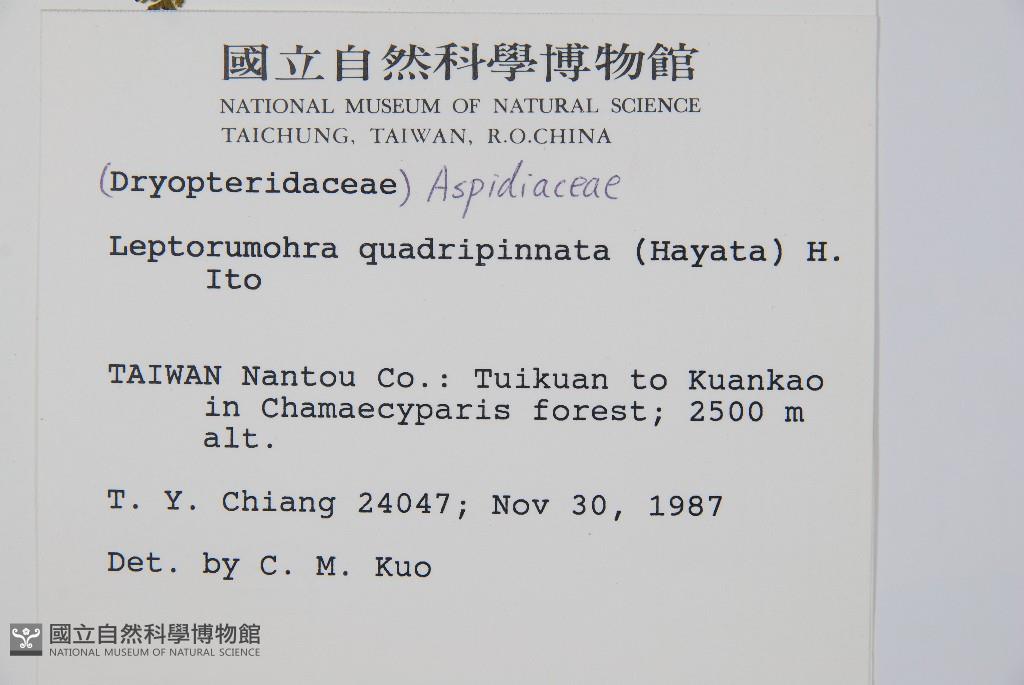 國立自然科學博物館
NATIONAL MUSEUM OF NATURAL SCIENCE
TAICHUNG, TAIWAN, R.O.CHINA
(Dryopteridaceae) Aspidiaceae
Leptorumohra quadripinnata (Hayata) H.
Ito
TAIWAN Nantou Co.: Tuikuan to Kuankao
in Chamaecyparis forest; 2500 m
alt.
T. Y. Chiang 24047; Nov 30, 1987
Det. by C. M. Kuo
國立自然科學博物館
NATIONAL MUSEUM OF NATURAL SCIENCE